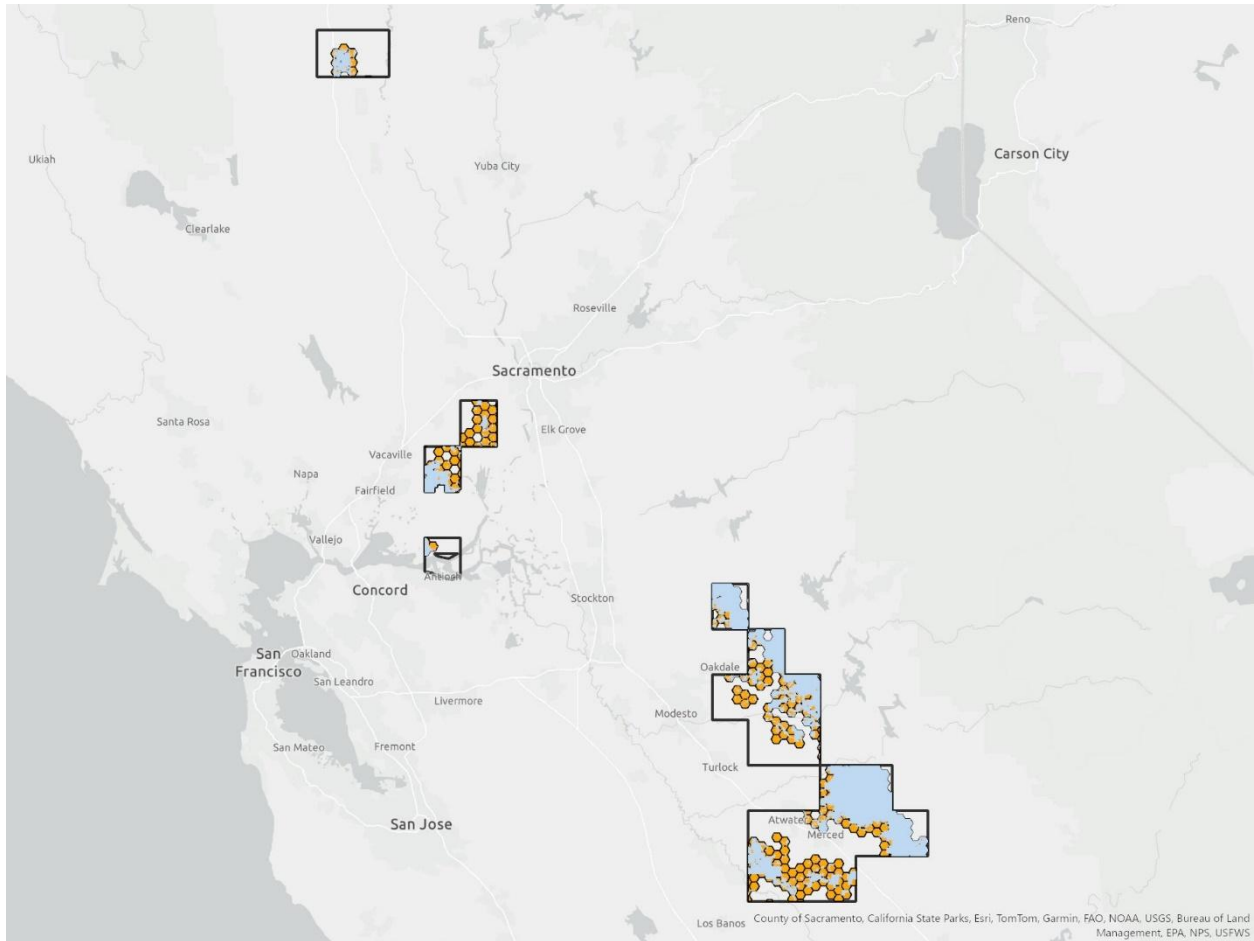 Reno
Ukiah
Carson City
Yuba City
Clearlake
Roseville
Sacramento
Santa Rosa
Elk Grove
Vacaville
Napa
Fairfield
Vallejo
Antioch
Concord
Stockton
San
Francisco
Oakland
San Leandro
Oakdale
Livermore
Modesto
San Mateo
Fremont
Turlock
San Jose
Atwater
Merced
Los Banos
County of Sacramento, California State Parks, Esri, TomTom, Garmin, FAO, NOAA, USGS, Bureau of Land
Management, EPA, NPS, USFWS